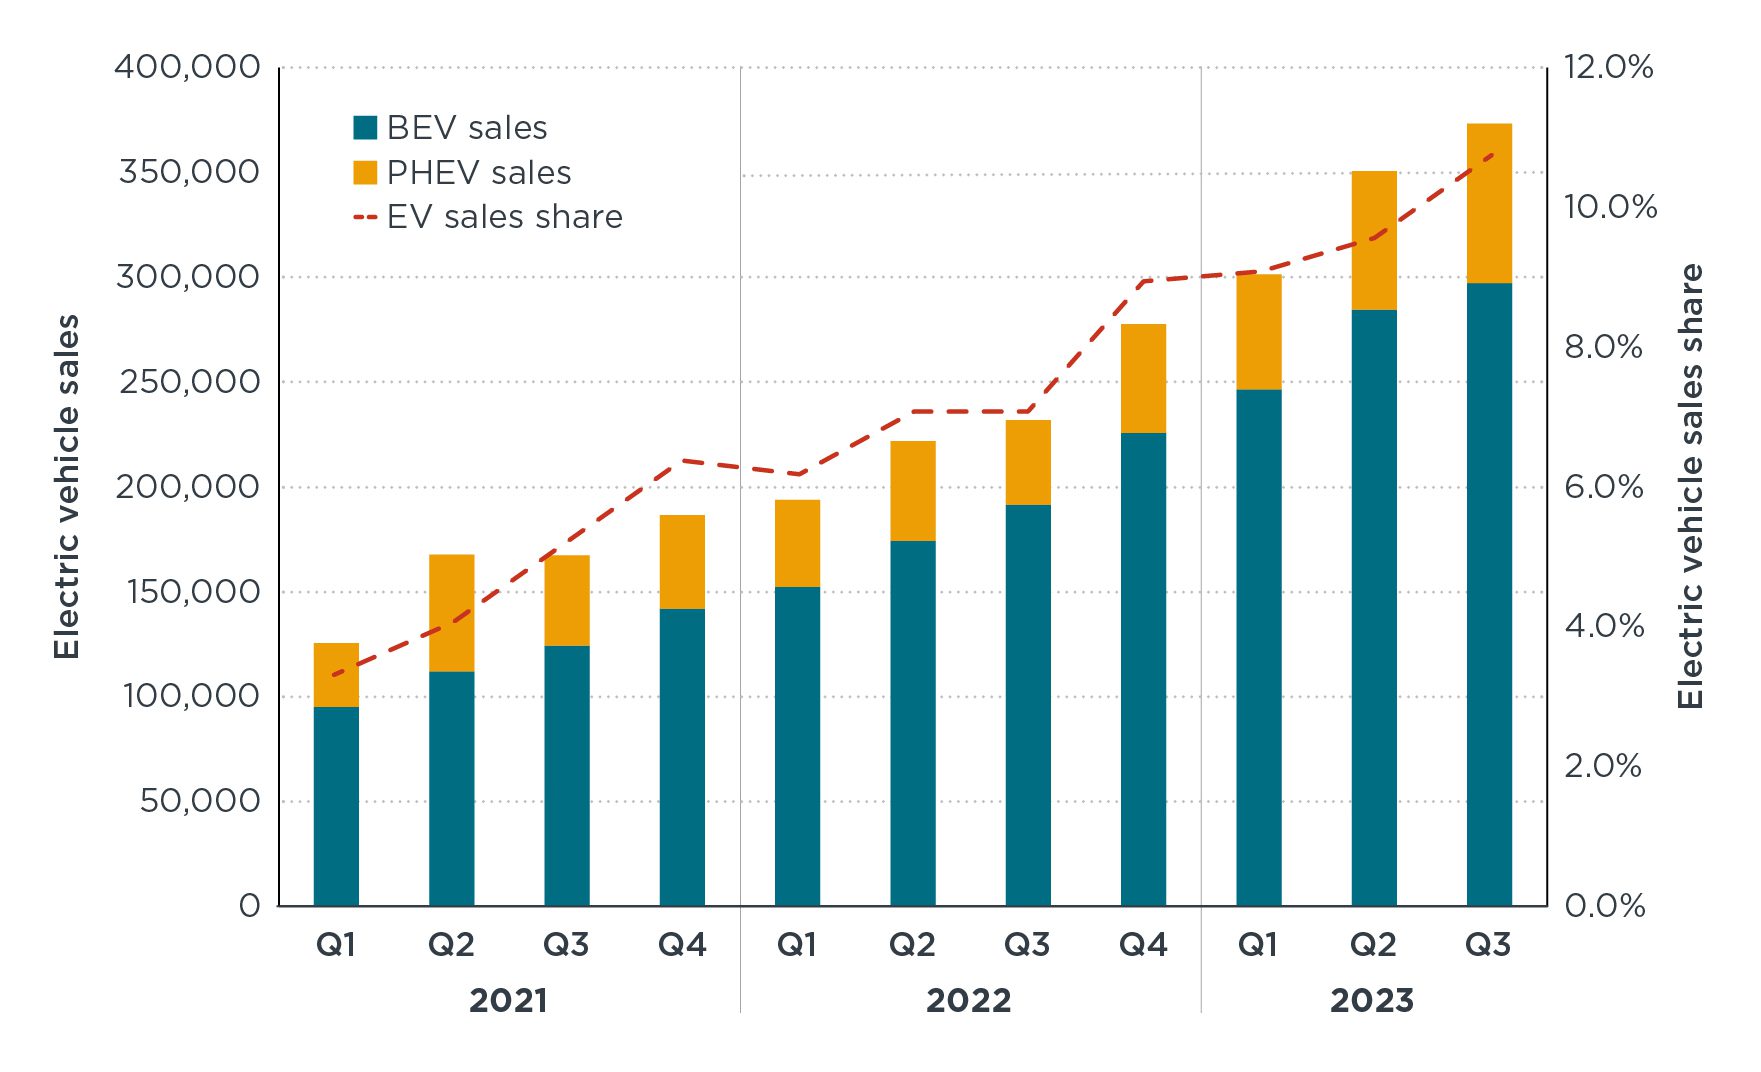 400,000
350,000
300,000
250,000
200,000
150,000
100,000
50,000
0
Electric vehicle sales
BEV sales
PHEV sales
EV sales share
12.0%
10.0%
8.0%
6.0%
4.0%
2.0%
0.0%
Electric vehicle sales share
Q1 Q2 Q3 Q4 Q1 Q2 Q3 Q4 Q1 Q2 Q3
2021 2022 2023